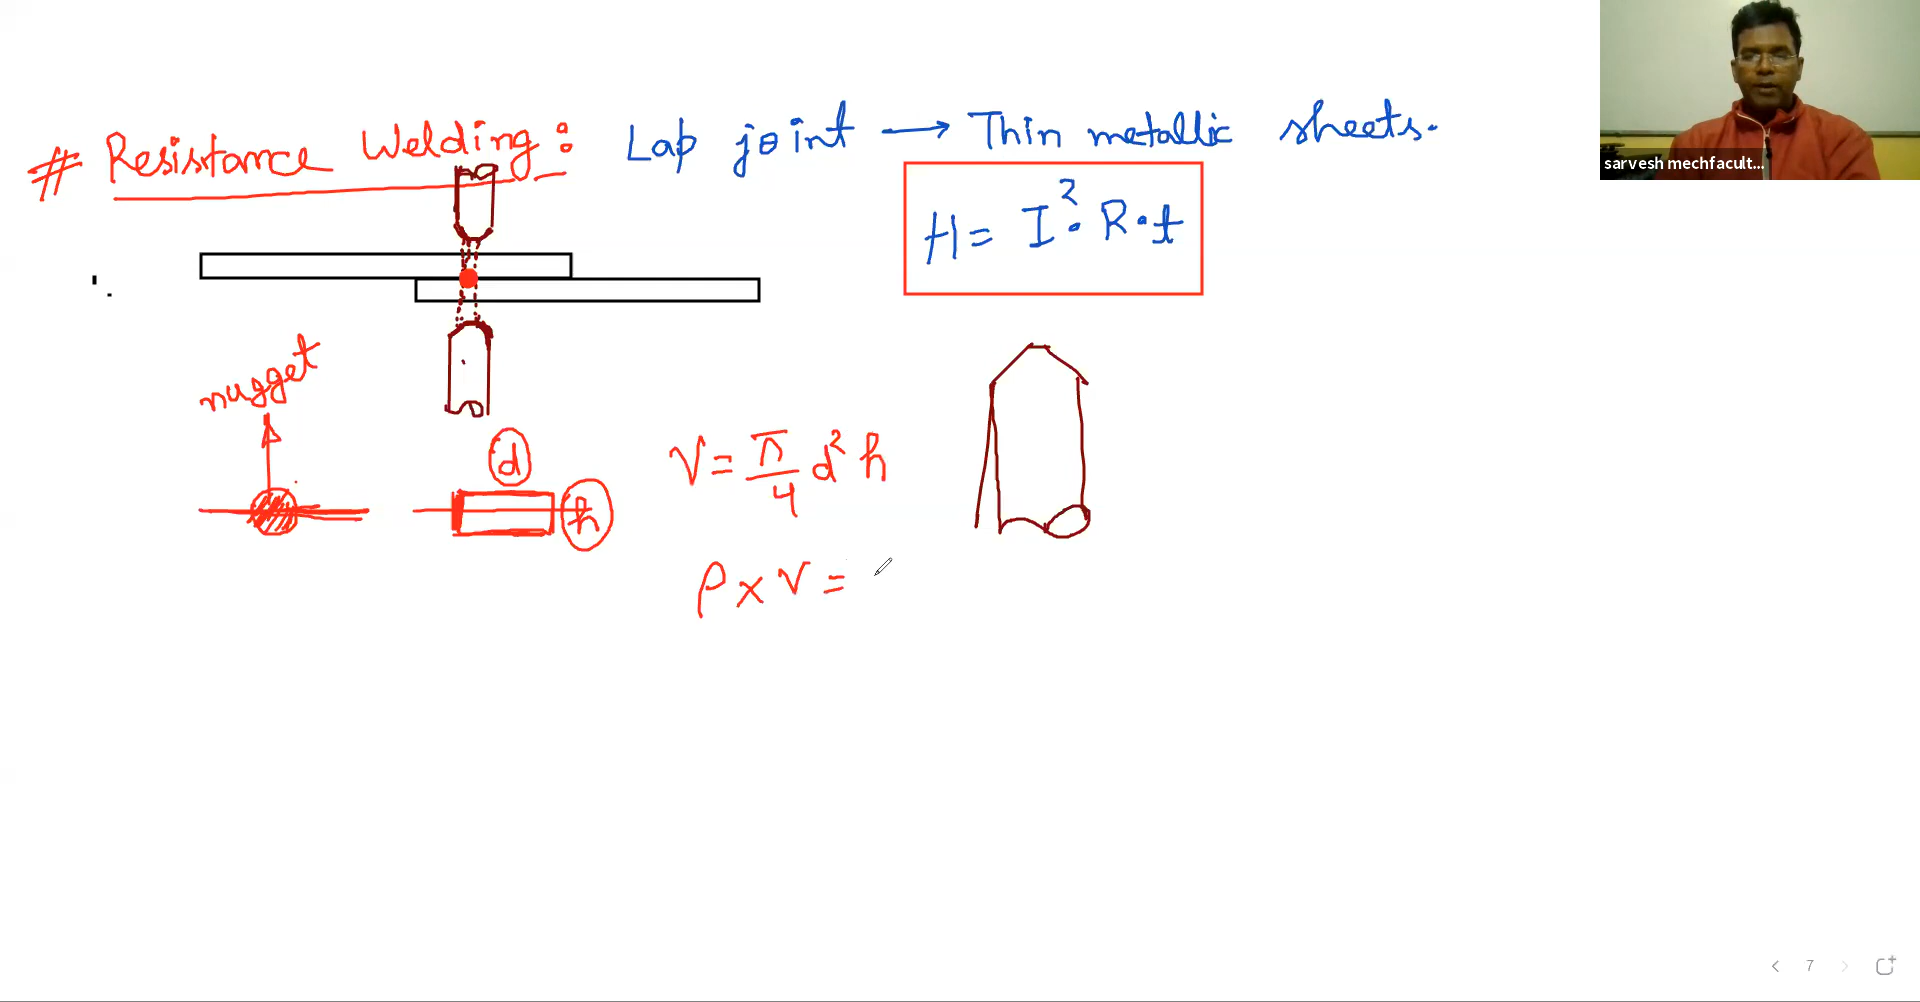 # Resistance Welding: Lap joint → Thin metallic sheets.
sarvesh mechfacult...
H = I²·R·t
nugget
d
V = π/4 d² h
h
ρ x V =
7